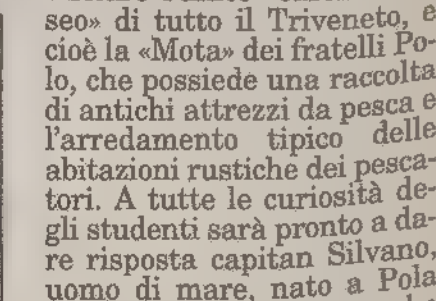 seo» di tutto il Triveneto, e
cioè la «Mota» dei fratelli Po-
lo, che possiede una raccolta
di antichi attrezzi da pesca e
l'arredamento tipico delle
abitazioni rustiche dei pesca-
tori. A tutte le curiosità de-
gli studenti sarà pronto a da-
re risposta capitan Silvano,
uomo di mare, nato a Pola